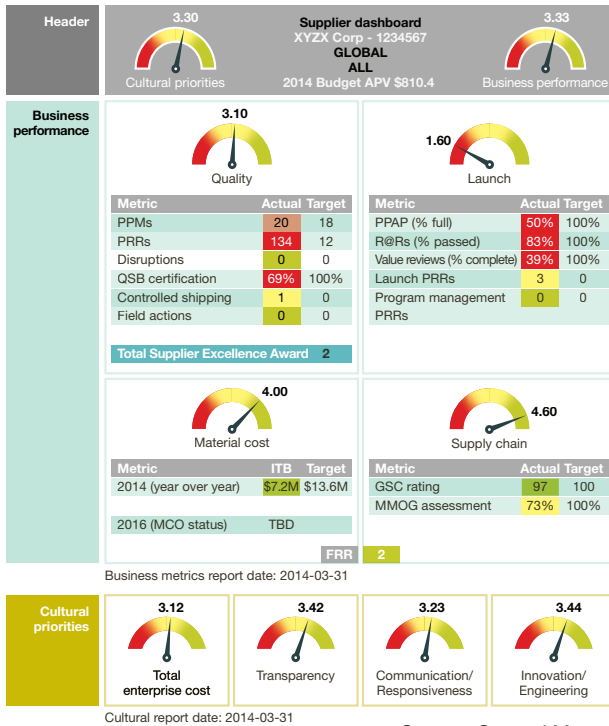 Header
3.30
Cultural priorities
Supplier dashboard
XYZX Corp - 1234567
GLOBAL
ALL
2014 Budget APV $810.4
3.33
Business performance
Business
performance
3.10
Quality
Metric Actual Target
PPMs 20 18
PRRs 134 12
Disruptions 0 0
QSB certification 69% 100%
Controlled shipping 1 0
Field actions 0 0
Total Supplier Excellence Award 2
1.60
Launch
Metric Actual Target
PPAP (% full) 50% 100%
R@Rs (% passed) 83% 100%
Value reviews (% complete) 39% 100%
Launch PRRs 3 0
Program management 0 0
PRRs
4.00
Material cost
Metric ITB Target
2014 (year over year) $7.2M $13.6M
2016 (MCO status) TBD
4.60
Supply chain
Metric Actual Target
GSC rating 97 100
MMOG assessment 73% 100%
FRR 2
Business metrics report date: 2014-03-31
Cultural
priorities
3.12
Total
enterprise cost
3.42
Transparency
3.23
Communication/
Responsiveness
3.44
Innovation/
Engineering
Cultural report date: 2014-03-31